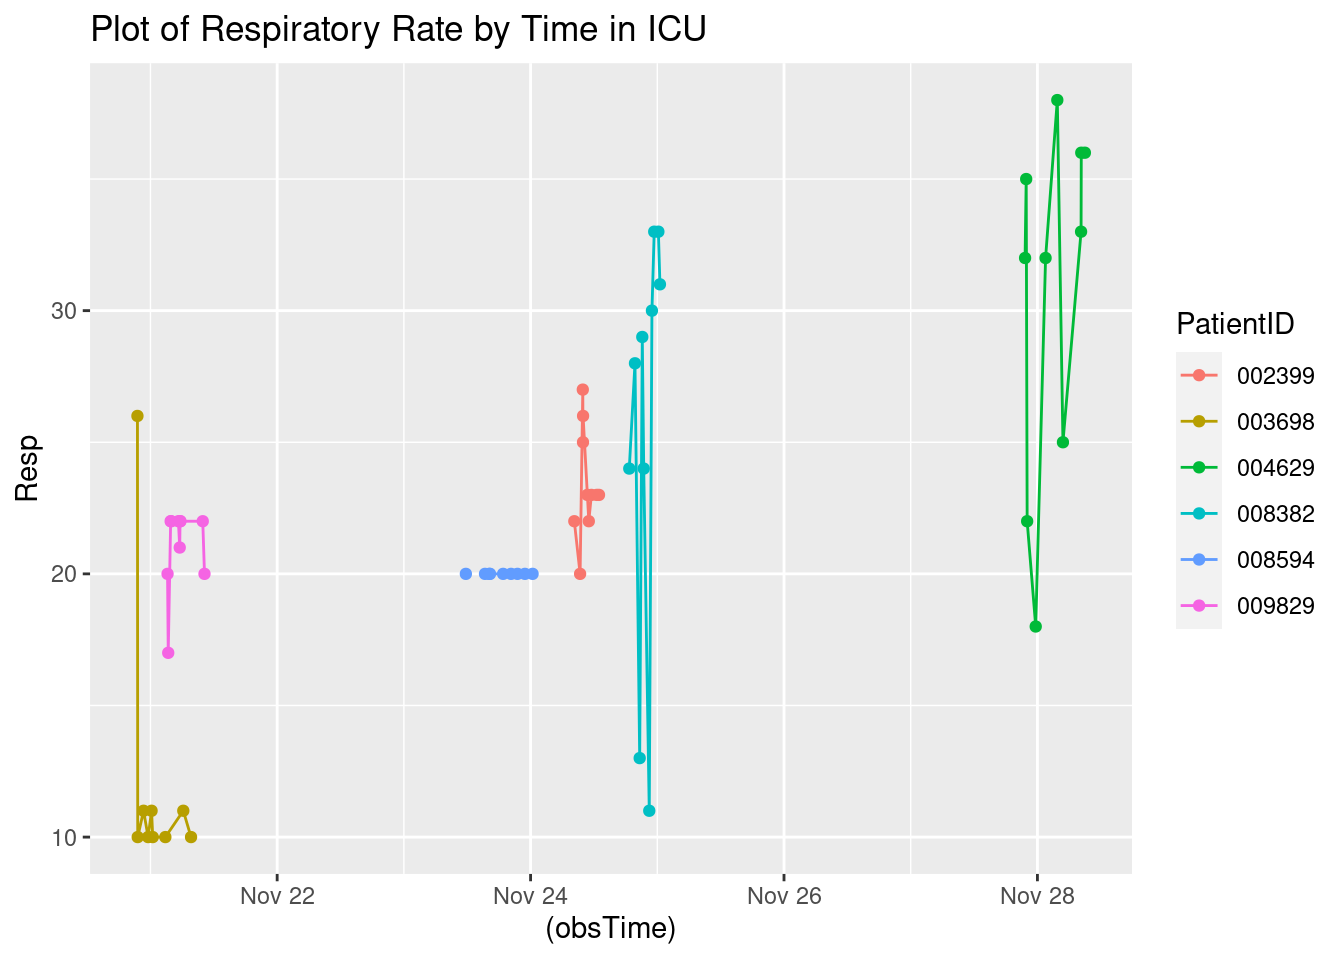 Plot of Respiratory Rate by Time in ICU
30
20
10
Resp
Nov 22
Nov 24
Nov 26
Nov 28
(obsTime)
PatientID
002399
003698
004629
008382
008594
009829